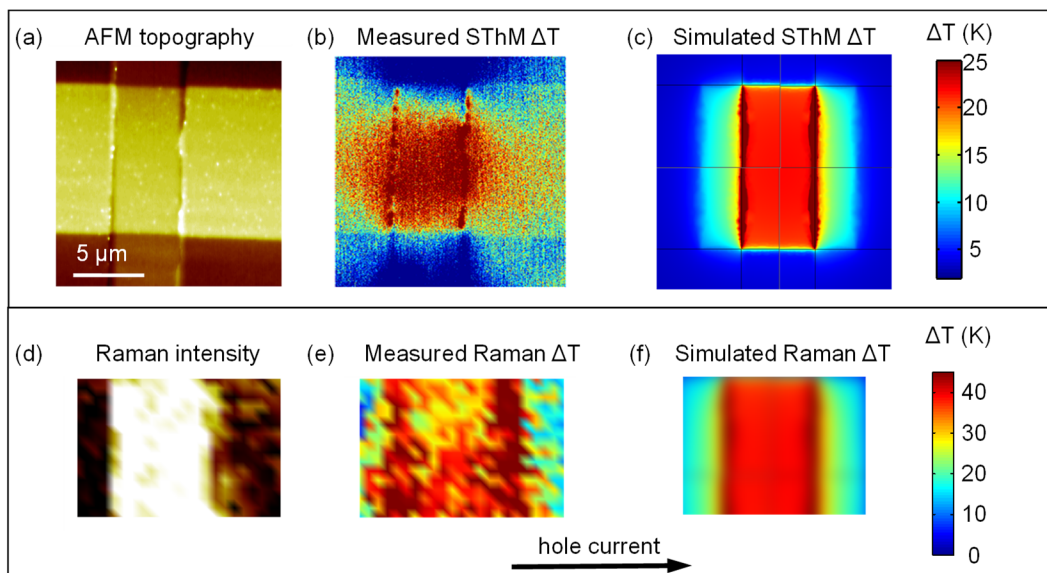 (a) AFM topography
(b) Measured SThM ΔT
(c) Simulated SThM ΔT
ΔT (K)
25
20
15
10
5
5 μm
(d) Raman intensity
(e) Measured Raman ΔT
(f) Simulated Raman ΔT
ΔT (K)
40
30
20
10
0
hole current